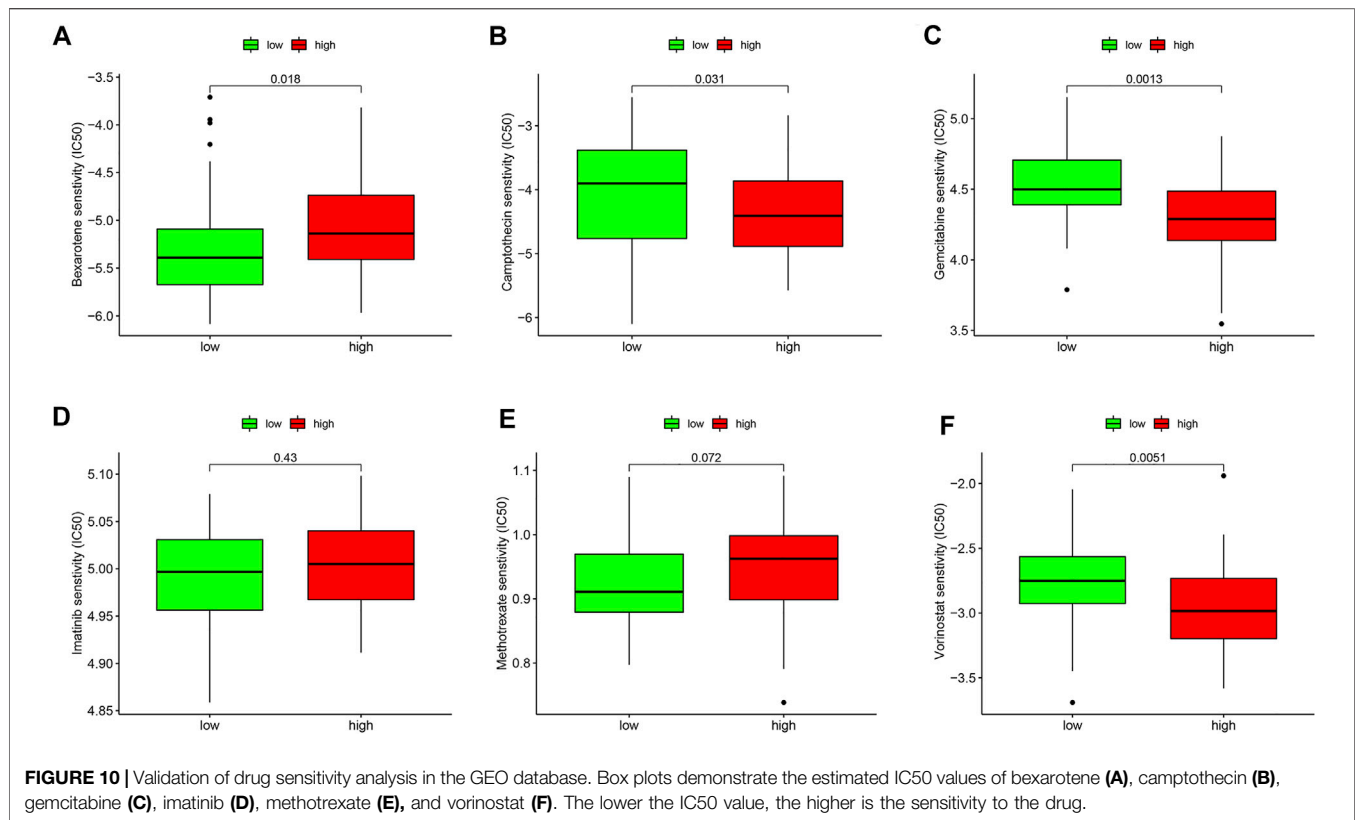 A
low high
0.018
Bexarotene senstivity (IC50)
−3.5
−4.0
−4.5
−5.0
−5.5
−6.0
low high
B
low high
0.031
Camptothecin senstivity (IC50)
−3
−4
−5
−6
low high
C
low high
0.0013
Gemcitabine senstivity (IC50)
5.0
4.5
4.0
3.5
low high
D
low high
0.43
Imatinib senstivity (IC50)
5.10
5.05
5.00
4.95
4.90
4.85
low high
E
low high
0.072
Methotrexate senstivity (IC50)
1.1
1.0
0.9
0.8
low high
F
low high
0.0051
Vorinostat senstivity (IC50)
−2.0
−2.5
−3.0
−3.5
low high
FIGURE 10 | Validation of drug sensitivity analysis in the GEO database. Box plots demonstrate the estimated IC50 values of bexarotene (A), camptothecin (B),
gemcitabine (C), imatinib (D), methotrexate (E), and vorinostat (F). The lower the IC50 value, the higher is the sensitivity to the drug.